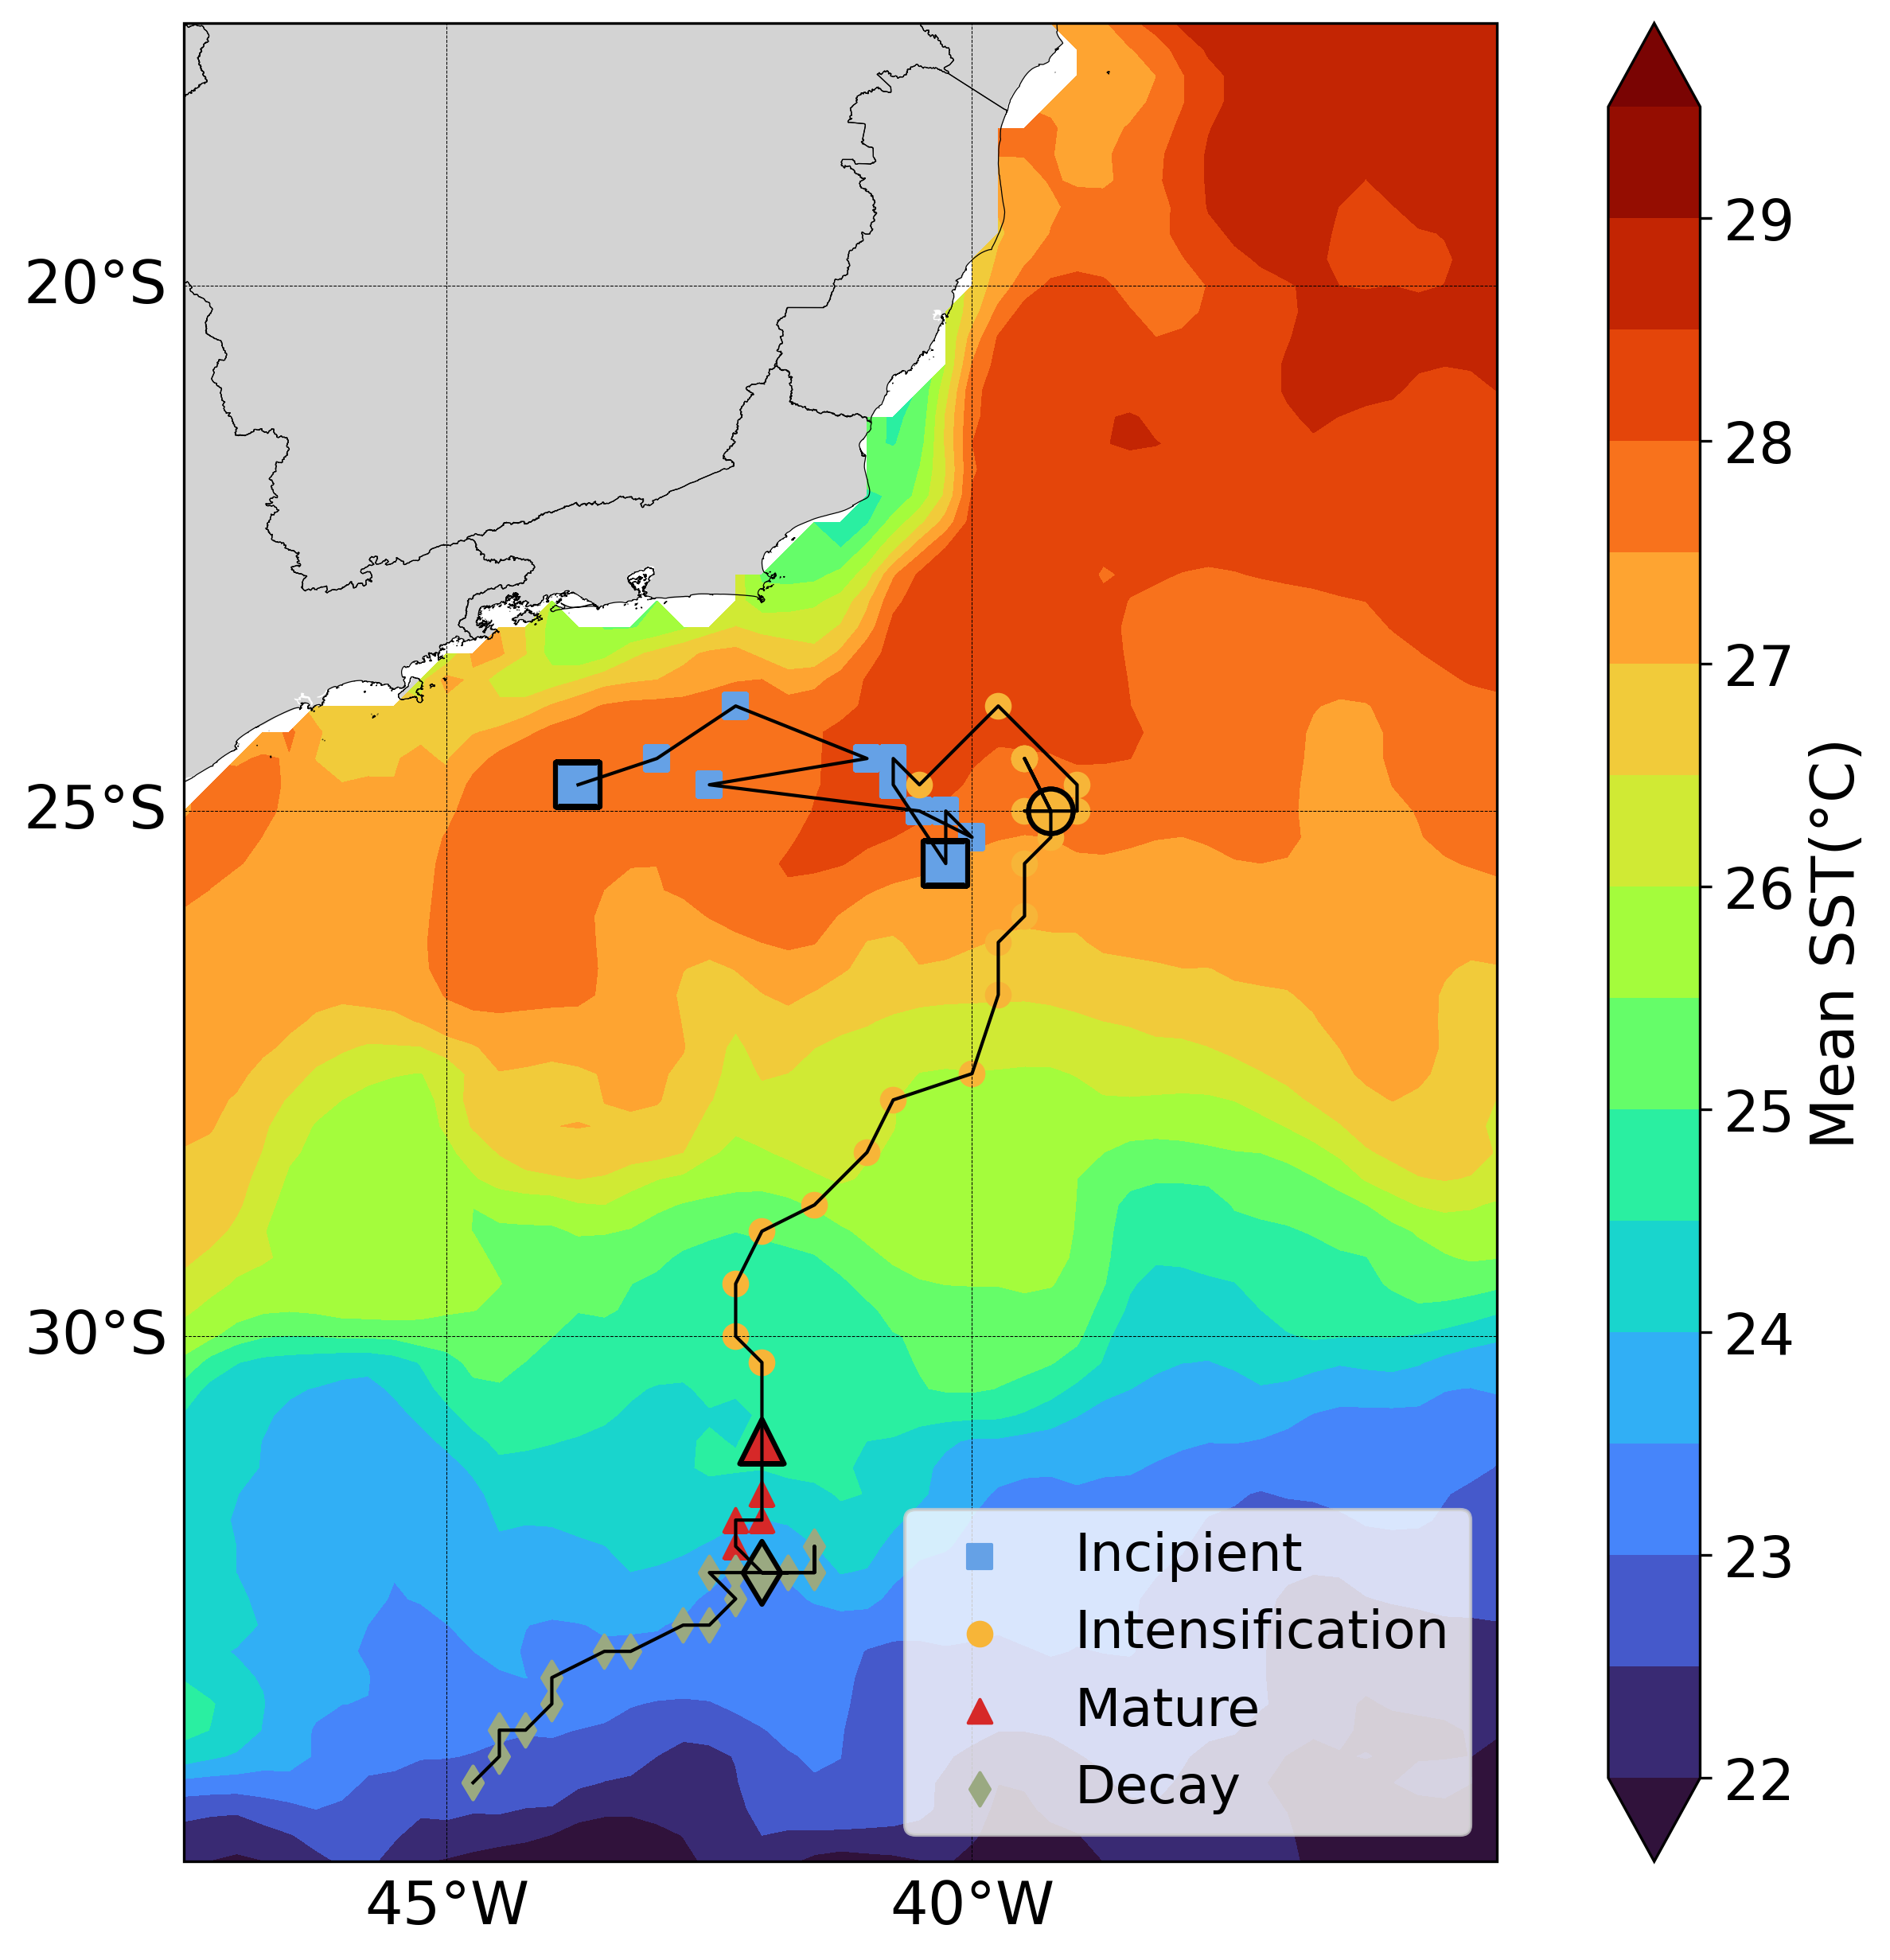 20°S
25°S
30°S
45°W
40°W
Incipient
Intensification
Mature
Decay
29
28
27
26
25
24
23
22
Mean SST(°C)